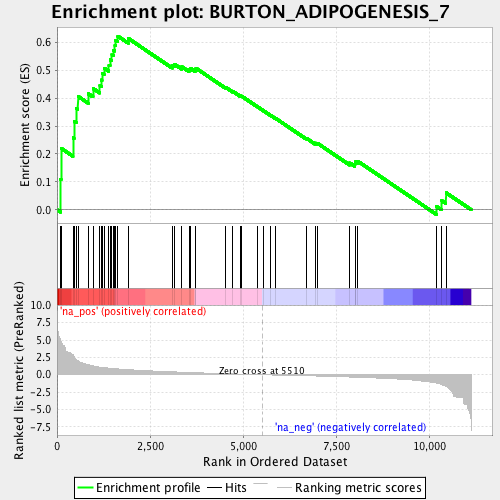 Enrichment plot: BURTON_ADIPOGENESIS_7
Enrichment score (ES)
0.6
0.5
0.4
0.3
0.2
0.1
0.0
Ranked list metric (PreRanked)
10.0
7.5
5.0
2.5
0.0
-2.5
-5.0
-7.5
'na_pos' (positively correlated)
Zero cross at 5510
'na_neg' (negatively correlated)
0
2,500
5,000
7,500
10,000
Rank in Ordered Dataset
Enrichment profile
Hits
Ranking metric scores